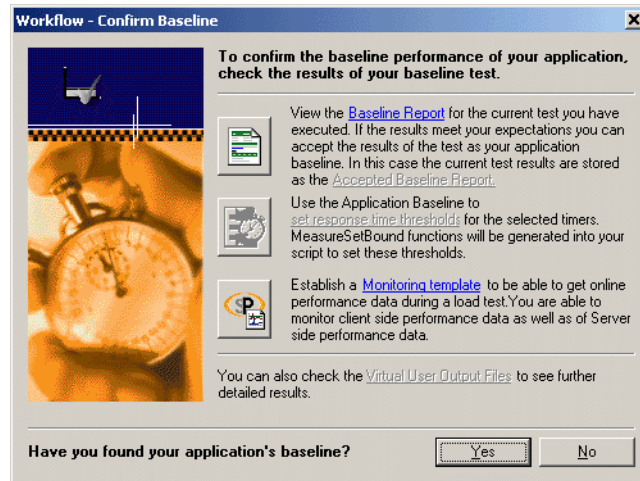 Workflow - Confirm Baseline
To confirm the baseline performance of your application,
check the results of your baseline test.
View the Baseline Report for the current test you have
executed. If the results meet your expectations you can
accept the results of the test as your application
baseline. In this case the current test results are stored
as the Accepted Baseline Report.
Use the Application Baseline to
set response time thresholds for the selected timers.
MeasureSetBound functions will be generated into your
script to set these thresholds.
Establish a Monitoring template to be able to get online
performance data during a load test.You are able to
monitor client side performance data as well as of Server
side performance data.
You can also check the Virtual User Output Files to see further
detailed results.
Have you found your application's baseline?
Yes
No